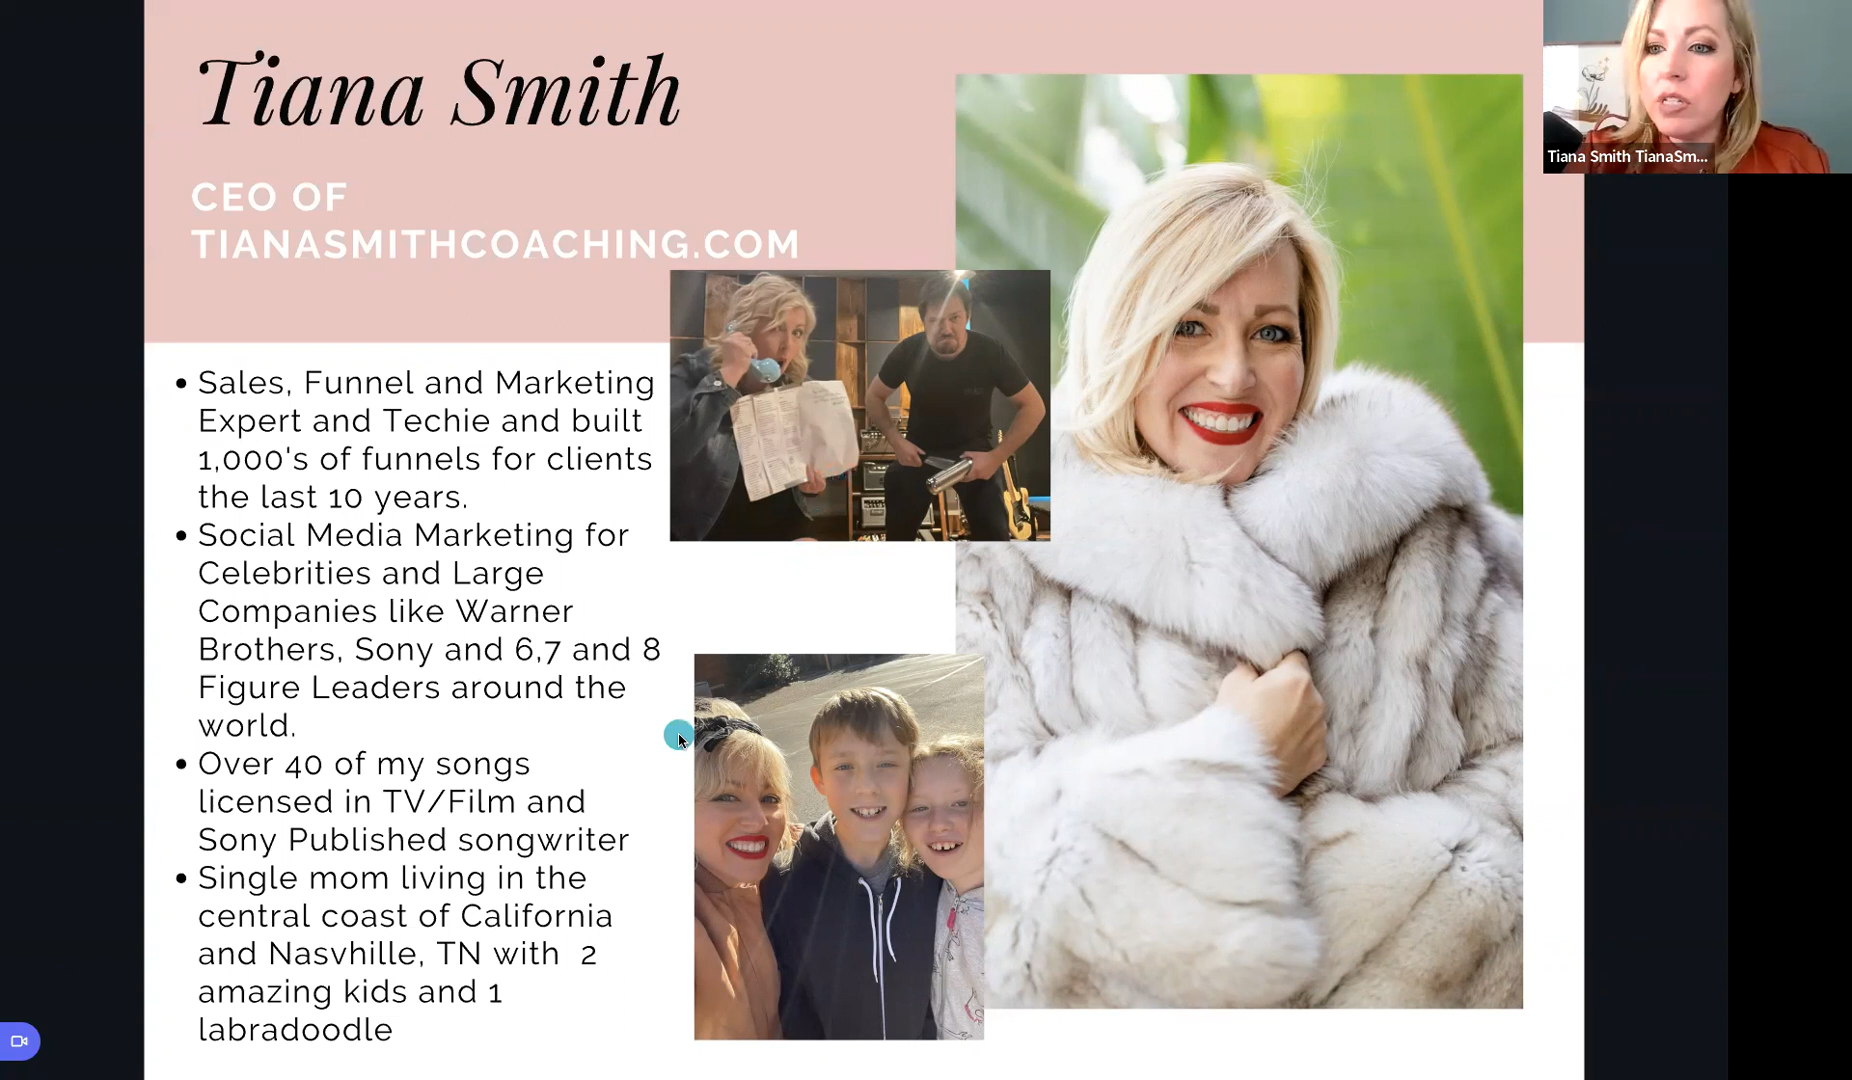 Tiana Smith
CEO OF
TIANASMITHCOACHING.COM
Tiana Smith TianaSm...
• Sales, Funnel and Marketing
Expert and Techie and built
1,000's of funnels for clients
the last 10 years.
• Social Media Marketing for
Celebrities and Large
Companies like Warner
Brothers, Sony and 6,7 and 8
Figure Leaders around the
world.
• Over 40 of my songs
licensed in TV/Film and
Sony Published songwriter
• Single mom living in the
central coast of California
and Nasvhille, TN with  2
amazing kids and 1
labradoodle